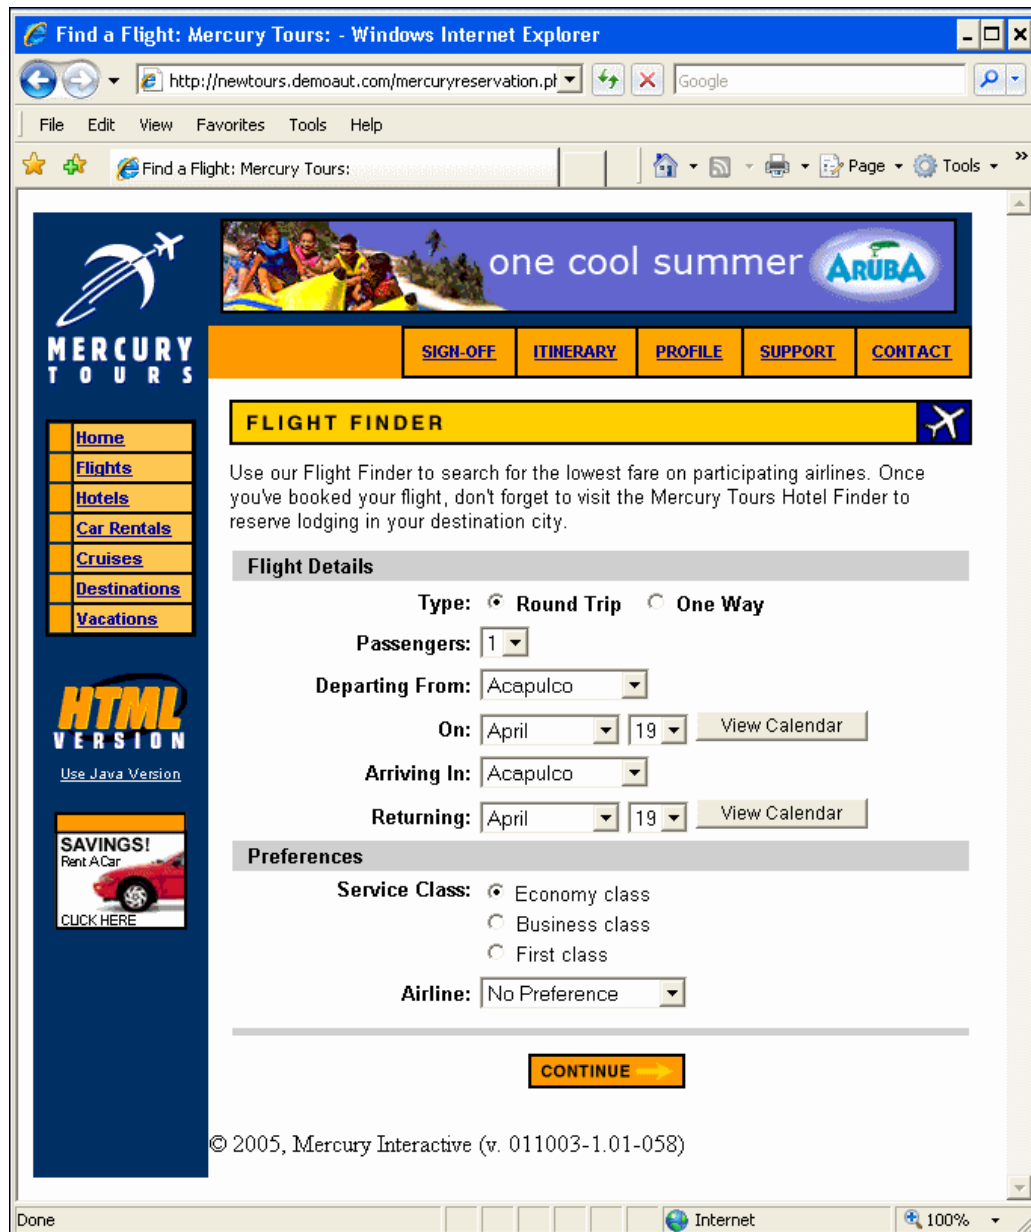 Find a Flight: Mercury Tours: - Windows Internet Explorer
http://newtours.demoaut.com/mercuryreservation.ph
Google
File Edit View Favorites Tools Help
Find a Flight: Mercury Tours:
Page Tools »
one cool summer ARUBA
MERCURY
TOURS
SIGN-OFF ITINERARY PROFILE SUPPORT CONTACT
FLIGHT FINDER
Home
Flights
Hotels
Car Rentals
Cruises
Destinations
Vacations
HTML
VERSION
Use Java Version
SAVINGS!
Rent A Car
CLICK HERE
Use our Flight Finder to search for the lowest fare on participating airlines. Once
you've booked your flight, don't forget to visit the Mercury Tours Hotel Finder to
reserve lodging in your destination city.
Flight Details
Type: Round Trip One Way
Passengers: 1
Departing From: Acapulco
On: April 19 View Calendar
Arriving In: Acapulco
Returning: April 19 View Calendar
Preferences
Service Class: Economy class
Business class
First class
Airline: No Preference
CONTINUE
© 2005, Mercury Interactive (v. 011003-1.01-058)
Done Internet 100%